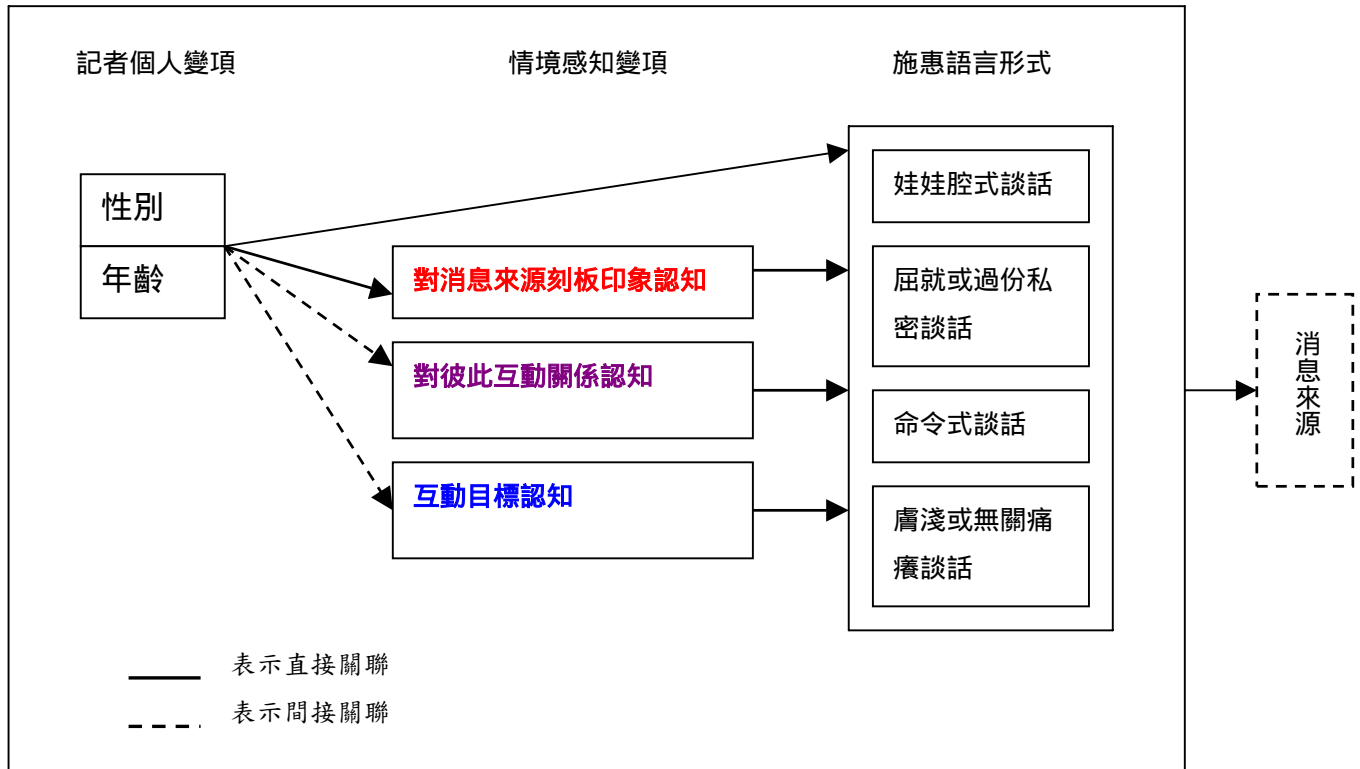 記者個人變項
情境感知變項
施惠語言形式
性別
年齡
對消息來源刻板印象認知
對彼此互動關係認知
互動目標認知
娃娃腔式談話
屈就或過份私
密談話
命令式談話
膚淺或無關痛
癢談話
消息來源
表示直接關聯
表示間接關聯